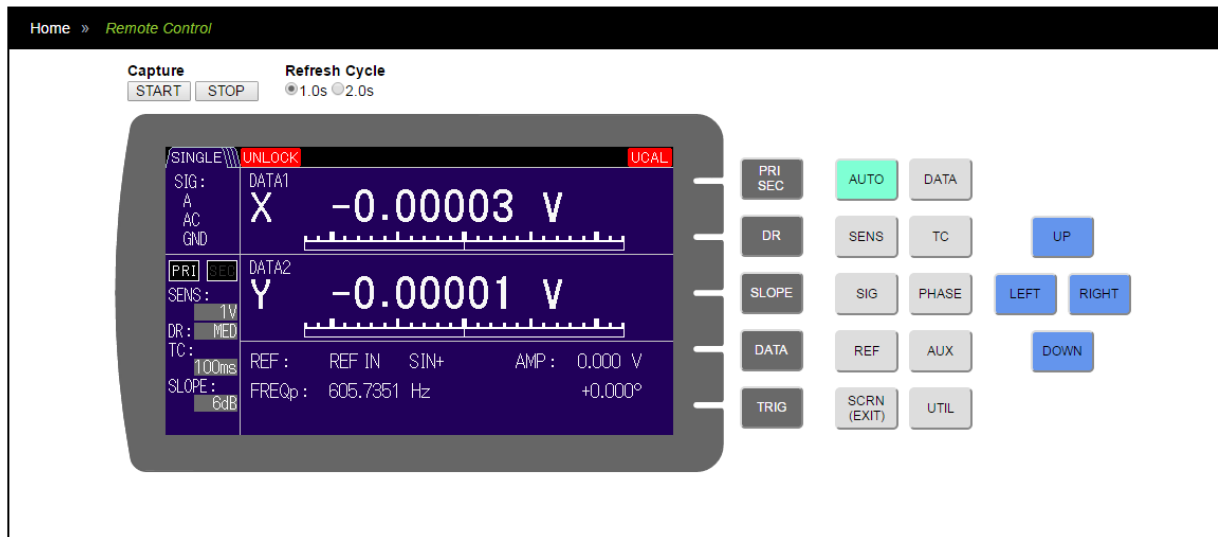 Home » Remote Control
Capture Refresh Cycle
START STOP 1.0s 2.0s
SINGLE UNLOCK UCAL
SIG:
A
AC
GND
DATA1
X -0.00003 V
PRI SEC
SENS:
1V
DR: MED
TC:
100ms
SLOPE:
6dB
DATA2
Y -0.00001 V
REF: REF IN SIN+ AMP: 0.000 V
FREQp: 605.7351 Hz +0.000°
PRI
SEC
AUTO DATA
DR SENS TC UP
SLOPE SIG PHASE LEFT RIGHT
DATA REF AUX DOWN
TRIG SCRN
(EXIT) UTIL